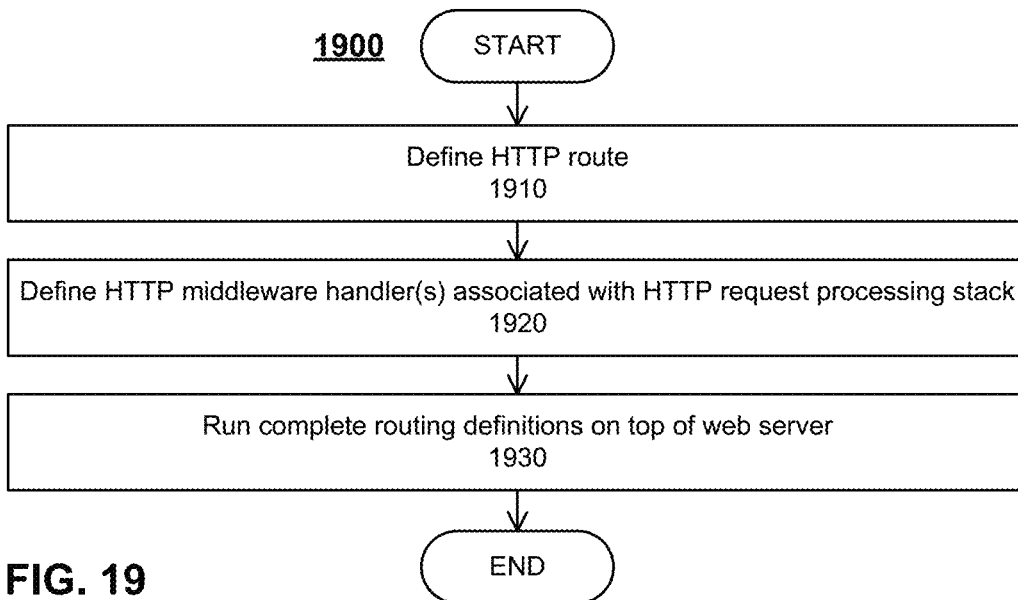 1900
START
Define HTTP route
1910
Define HTTP middleware handler(s) associated with HTTP request processing stack
1920
Run complete routing definitions on top of web server
1930
END
FIG. 19